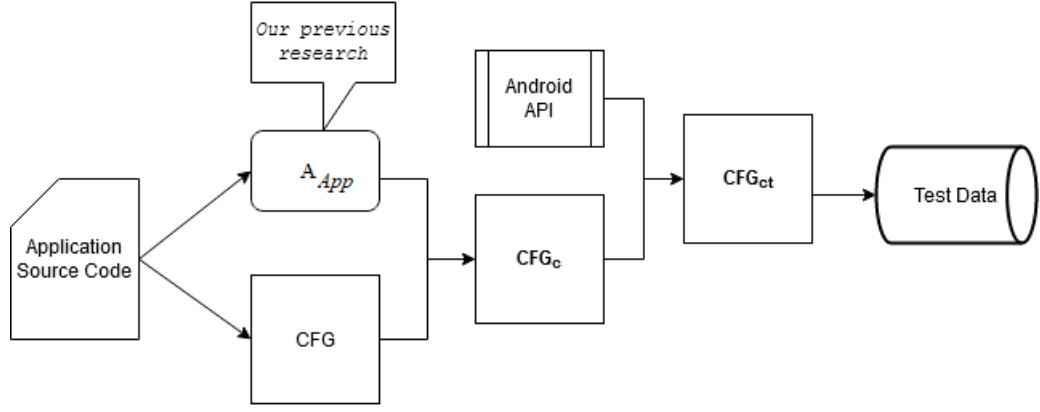 Our previous
research
Android
API
A App
CFGct
Test Data
Application
Source Code
CFGc
CFG